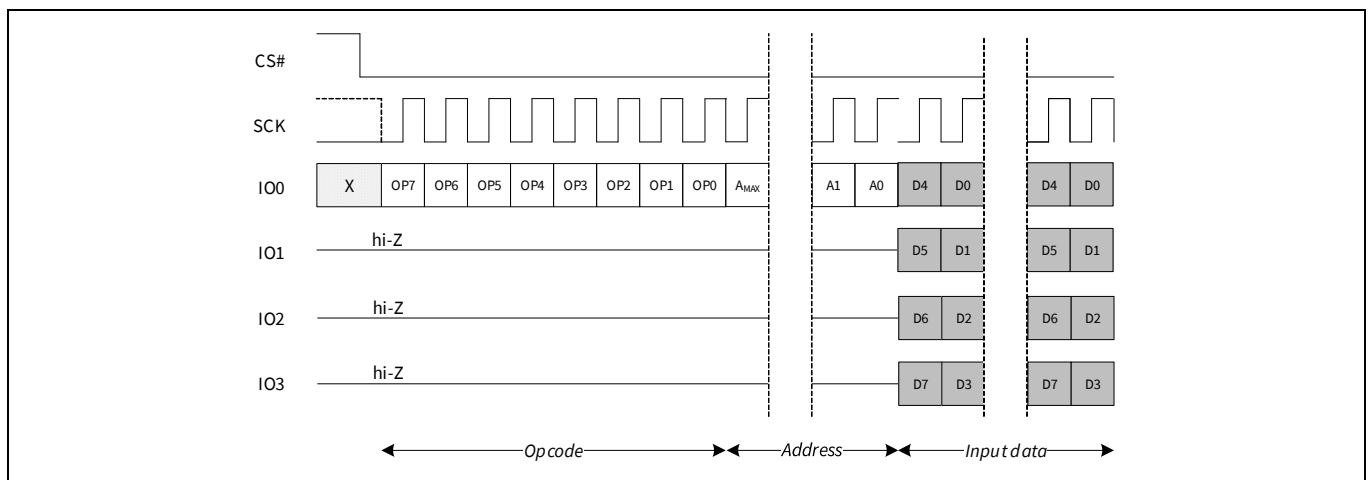 CS#
SCK
IO0 X OP7 OP6 OP5 OP4 OP3 OP2 OP1 OP0 AMAX A1 A0 D4 D0 D4 D0
IO1 hi-Z D5 D1 D5 D1
IO2 hi-Z D6 D2 D6 D2
IO3 hi-Z D7 D3 D7 D3
Opcode Address Input data